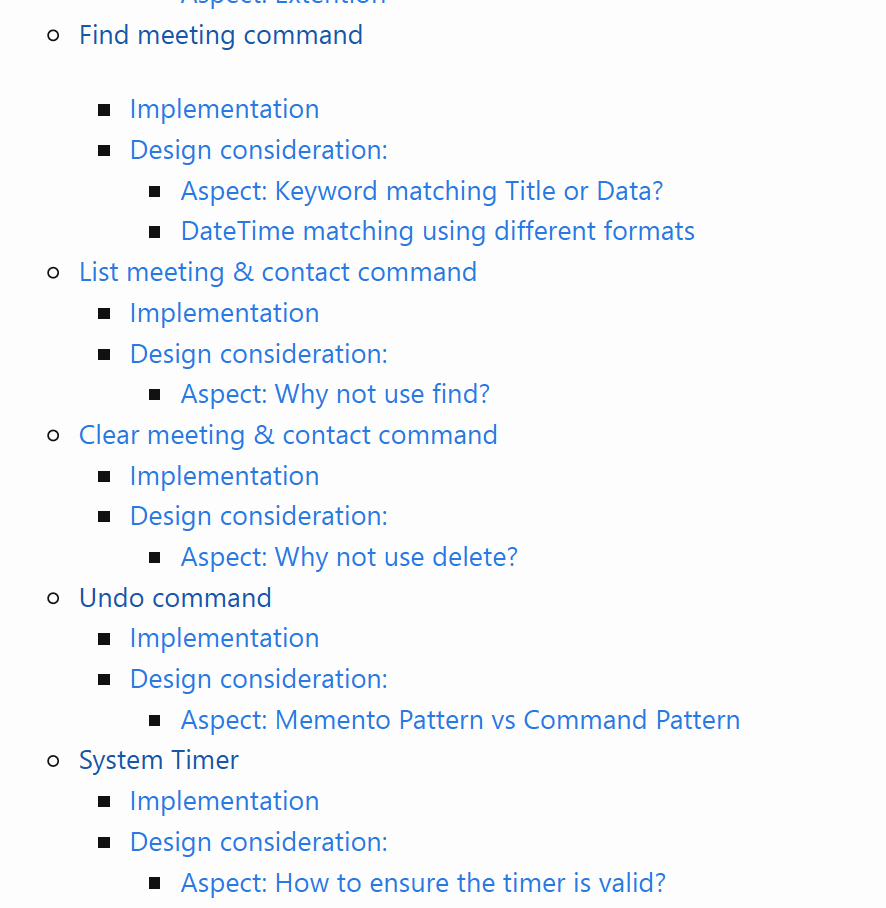 Aspect: Extention
Find meeting command
Implementation
Design consideration:
Aspect: Keyword matching Title or Data?
DateTime matching using different formats
List meeting & contact command
Implementation
Design consideration:
Aspect: Why not use find?
Clear meeting & contact command
Implementation
Design consideration:
Aspect: Why not use delete?
Undo command
Implementation
Design consideration:
Aspect: Memento Pattern vs Command Pattern
System Timer
Implementation
Design consideration:
Aspect: How to ensure the timer is valid?